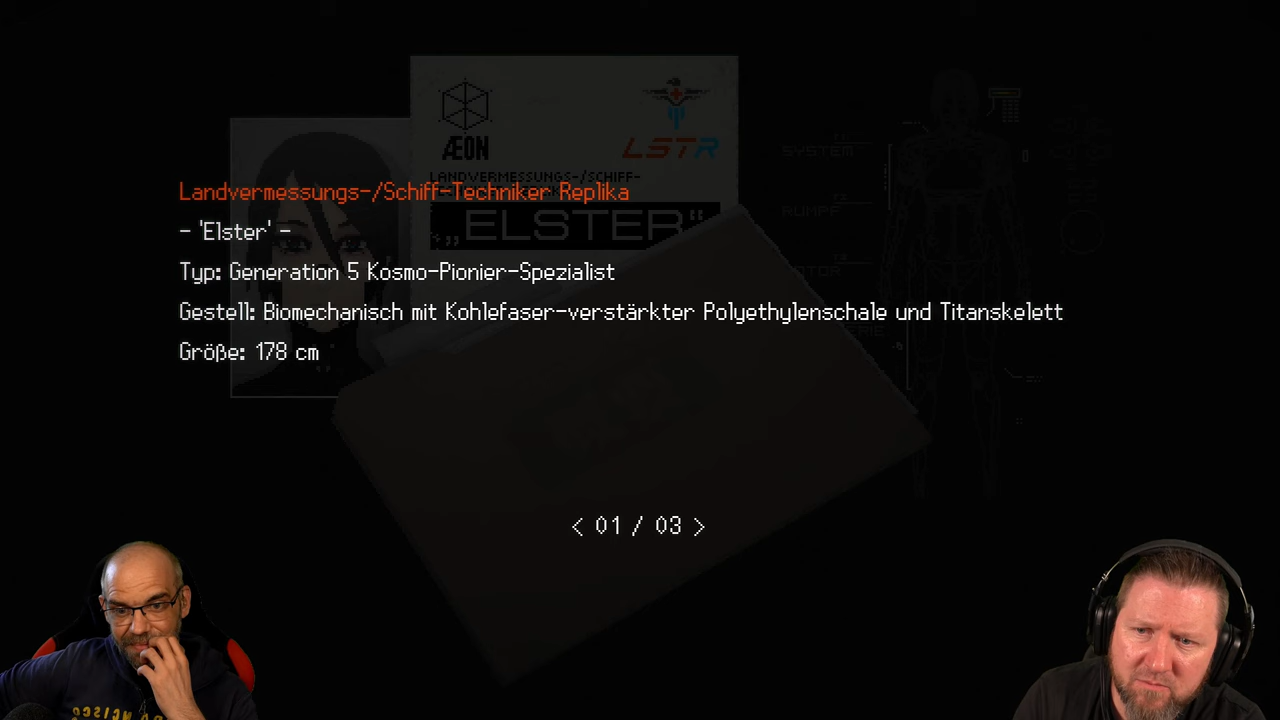 ÆON
LSTR
LANDVERMESSUNGS-/SCHIFF-
Landvermessungs-/Schiff-Techniker Replika
„ELSTER“
- 'Elster' -
Typ: Generation 5 Kosmo-Pionier-Spezialist
Gestell: Biomechanisch mit Kohlefaser-verstärkter Polyethylenschale und Titanskelett
Größe: 178 cm
SYSTEM
RUMPF
< 01 / 03 >